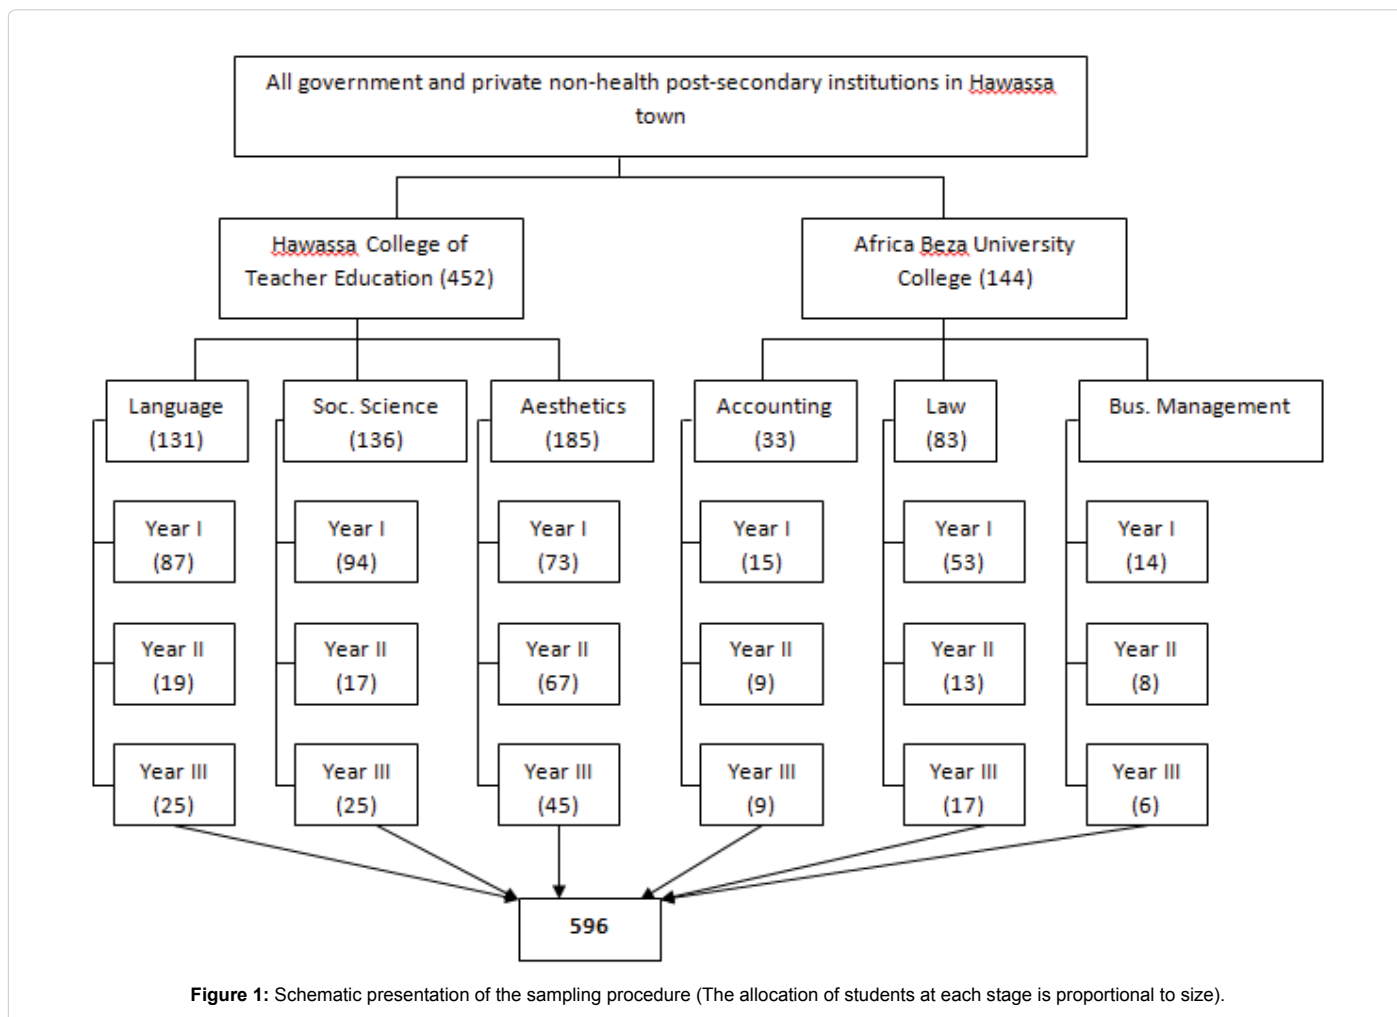 All government and private non-health post-secondary institutions in Hawassa
town
Hawassa College of
Teacher Education (452)
Africa Beza University
College (144)
Language
(131)
Soc. Science
(136)
Aesthetics
(185)
Accounting
(33)
Law
(83)
Bus. Management
Year I
(87)
Year I
(94)
Year I
(73)
Year I
(15)
Year I
(53)
Year I
(14)
Year II
(19)
Year II
(17)
Year II
(67)
Year II
(9)
Year II
(13)
Year II
(8)
Year III
(25)
Year III
(25)
Year III
(45)
Year III
(9)
Year III
(17)
Year III
(6)
596
Figure 1: Schematic presentation of the sampling procedure (The allocation of students at each stage is proportional to size).